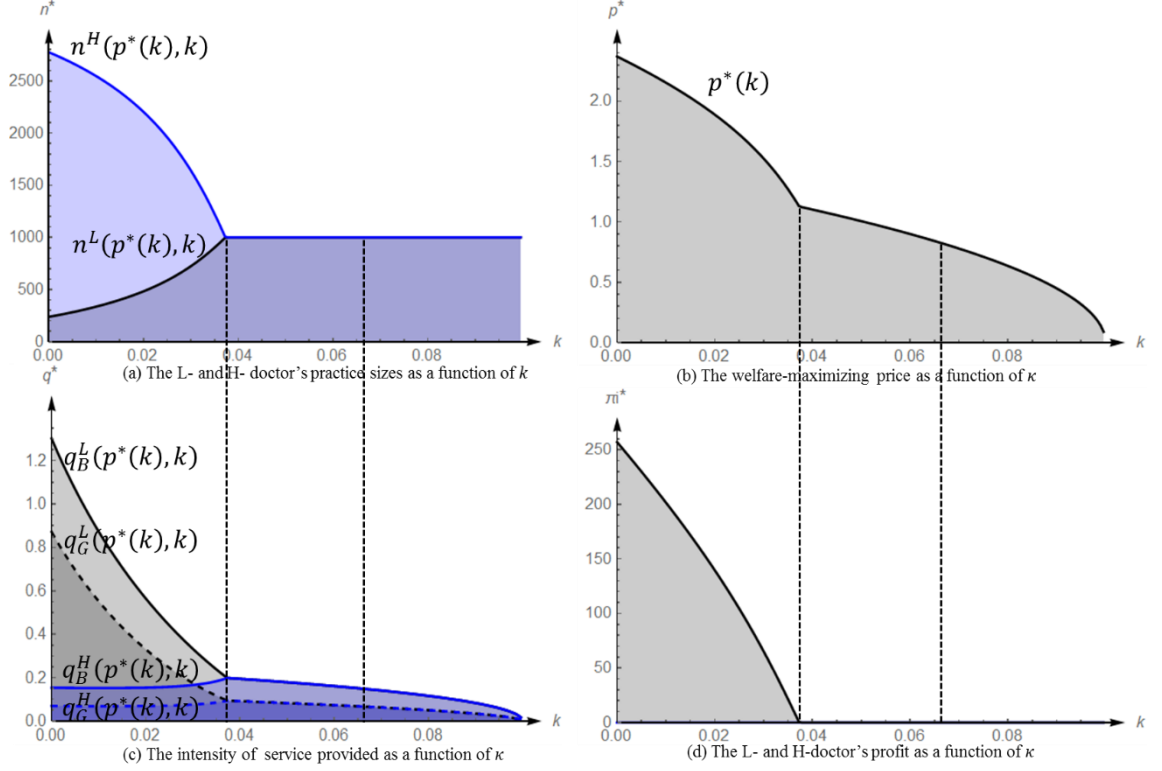 n*
n^H(p*(k),k)
2500
2000
1500
1000
n^L(p*(k),k)
500
0
0.00 0.02 0.04 0.06 0.08 k
(a) The L- and H- doctor's practice sizes as a function of k
p*
p*(k)
2.0
1.5
1.0
0.5
0.0
0.00 0.02 0.04 0.06 0.08 k
(b) The welfare-maximizing price as a function of κ
q*
1.2
q_B^L(p*(k),k)
1.0
q_G^L(p*(k),k)
0.8
0.6
0.4
q_B^H(p*(k),k)
0.2
q_G^H(p*(k),k)
0.0
0.00 0.02 0.04 0.06 0.08 k
(c) The intensity of service provided as a function of κ
πi*
250
200
150
100
50
0
0.00 0.02 0.04 0.06 0.08 k
(d) The L- and H-doctor's profit as a function of κ